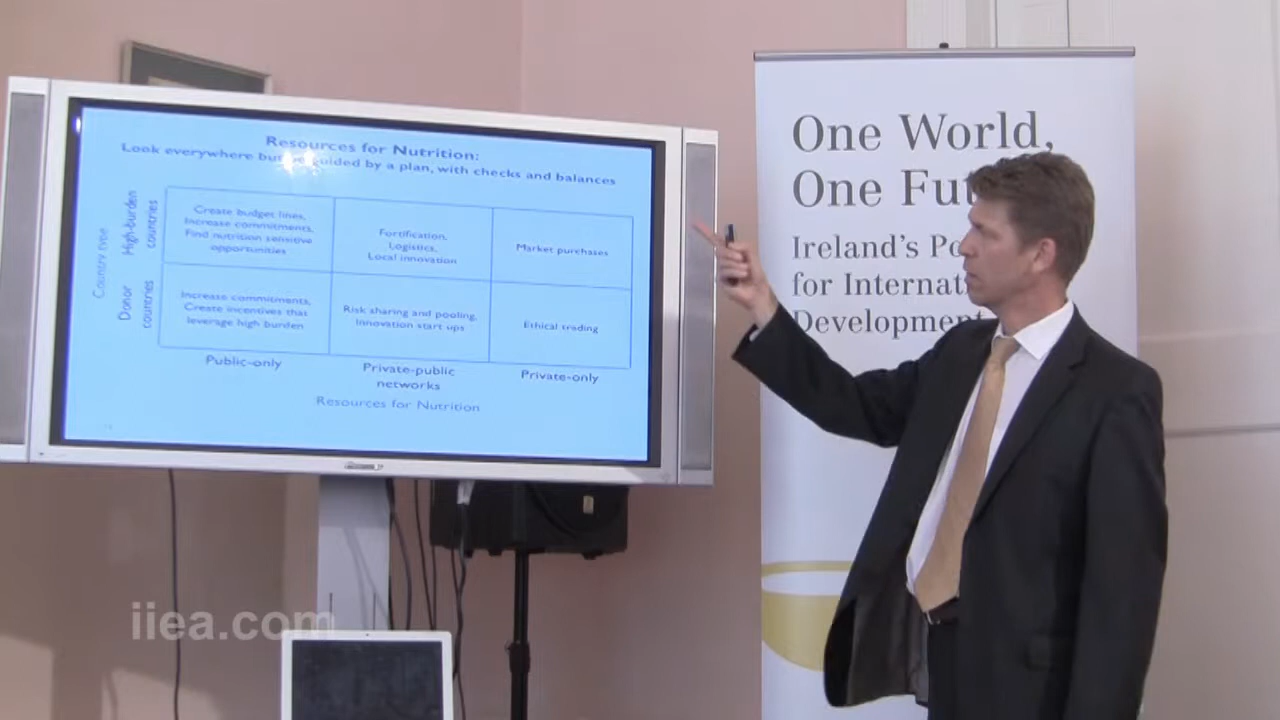 Resources for Nutrition:
Look everywhere but be guided by a plan, with checks and balances
Country type
High-burden
countries
Create budget lines,
Increase commitments,
Find nutrition sensitive
opportunities
Fortification,
Logistics,
Local innovation
Market purchases
Donor
countries
Increase commitments,
Create incentives that
leverage high burden
Risk sharing and pooling,
Innovation start ups
Ethical trading
Public-only
Private-public
networks
Private-only
Resources for Nutrition
One World,
One Fut
Ireland's Po
for Internat
Development
iiea.com